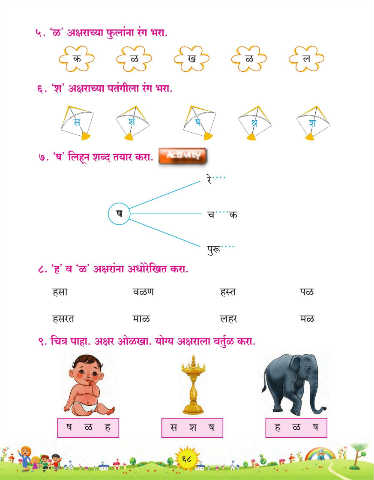 ५. 'ळ' अक्षराच्या फुलांना रंग भरा.
क ळ ख ळ ल
६. 'श' अक्षराच्या पतंगीला रंग भरा.
स श ष श्र श
७. 'ष' लिहून शब्द तयार करा. Activity
रे....
ष च....क
पुरू.....
८. 'ह' व 'ळ' अक्षरांना अधोरेखित करा.
हसा वळण हस्त पळ
हसरत माळ लहर मळ
९. चित्र पाहा. अक्षर ओळखा. योग्य अक्षराला वर्तुळ करा.
ष ळ ह स श ष ह ळ ष
६८